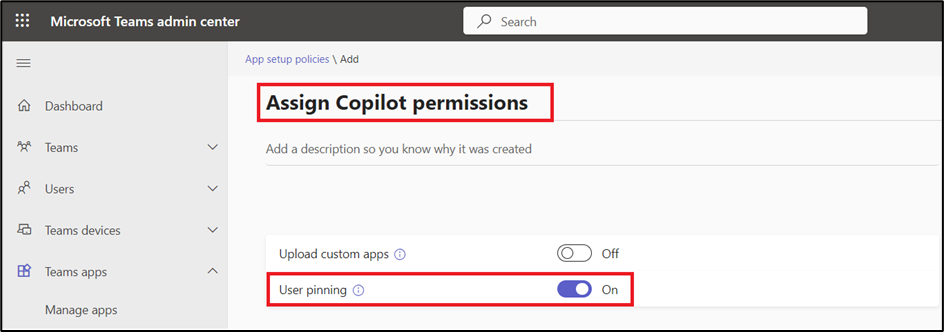 Microsoft Teams admin center
Search
App setup policies \ Add
Assign Copilot permissions
Dashboard
Add a description so you know why it was created
Teams
Users
Teams devices
Upload custom apps Off
Teams apps
User pinning On
Manage apps